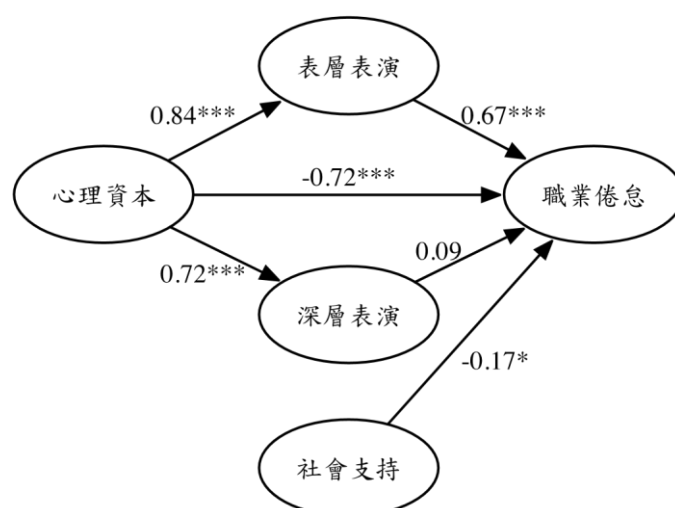 表層表演
0.84***
0.67***
心理資本
-0.72***
職業倦怠
0.72***
0.09
深層表演
-0.17*
社會支持